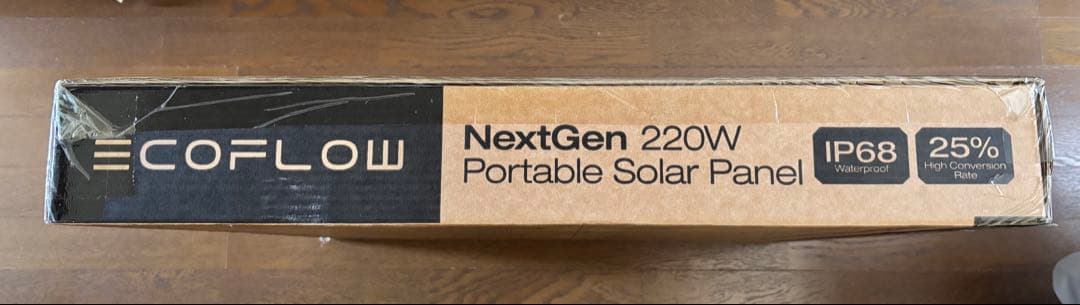 ECOFLOW
NextGen 220W
Portable Solar Panel
IP68
Waterproof
25%
High Conversion
Rate